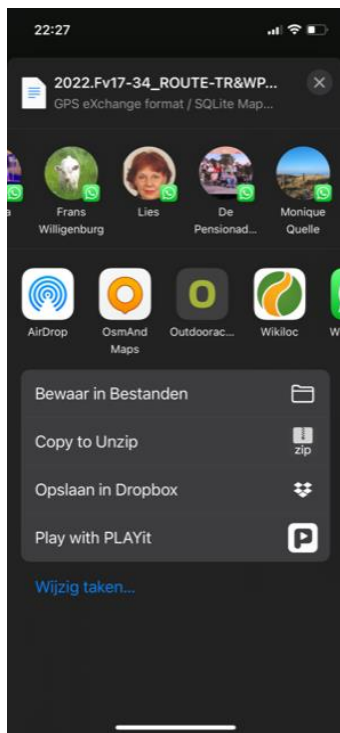 22:27
2022.Fv17-34_ROUTE-TR&WP...
GPS eXchange format / SQLite Map...
a
Frans
Willigenburg
Lies
De
Pensionad...
Monique
Quelle
AirDrop
OsmAnd
Maps
Outdoorac...
Wikiloc
W
Bewaar in Bestanden
Copy to Unzip
zip
Opslaan in Dropbox
Play with PLAYit
Wijzig taken...